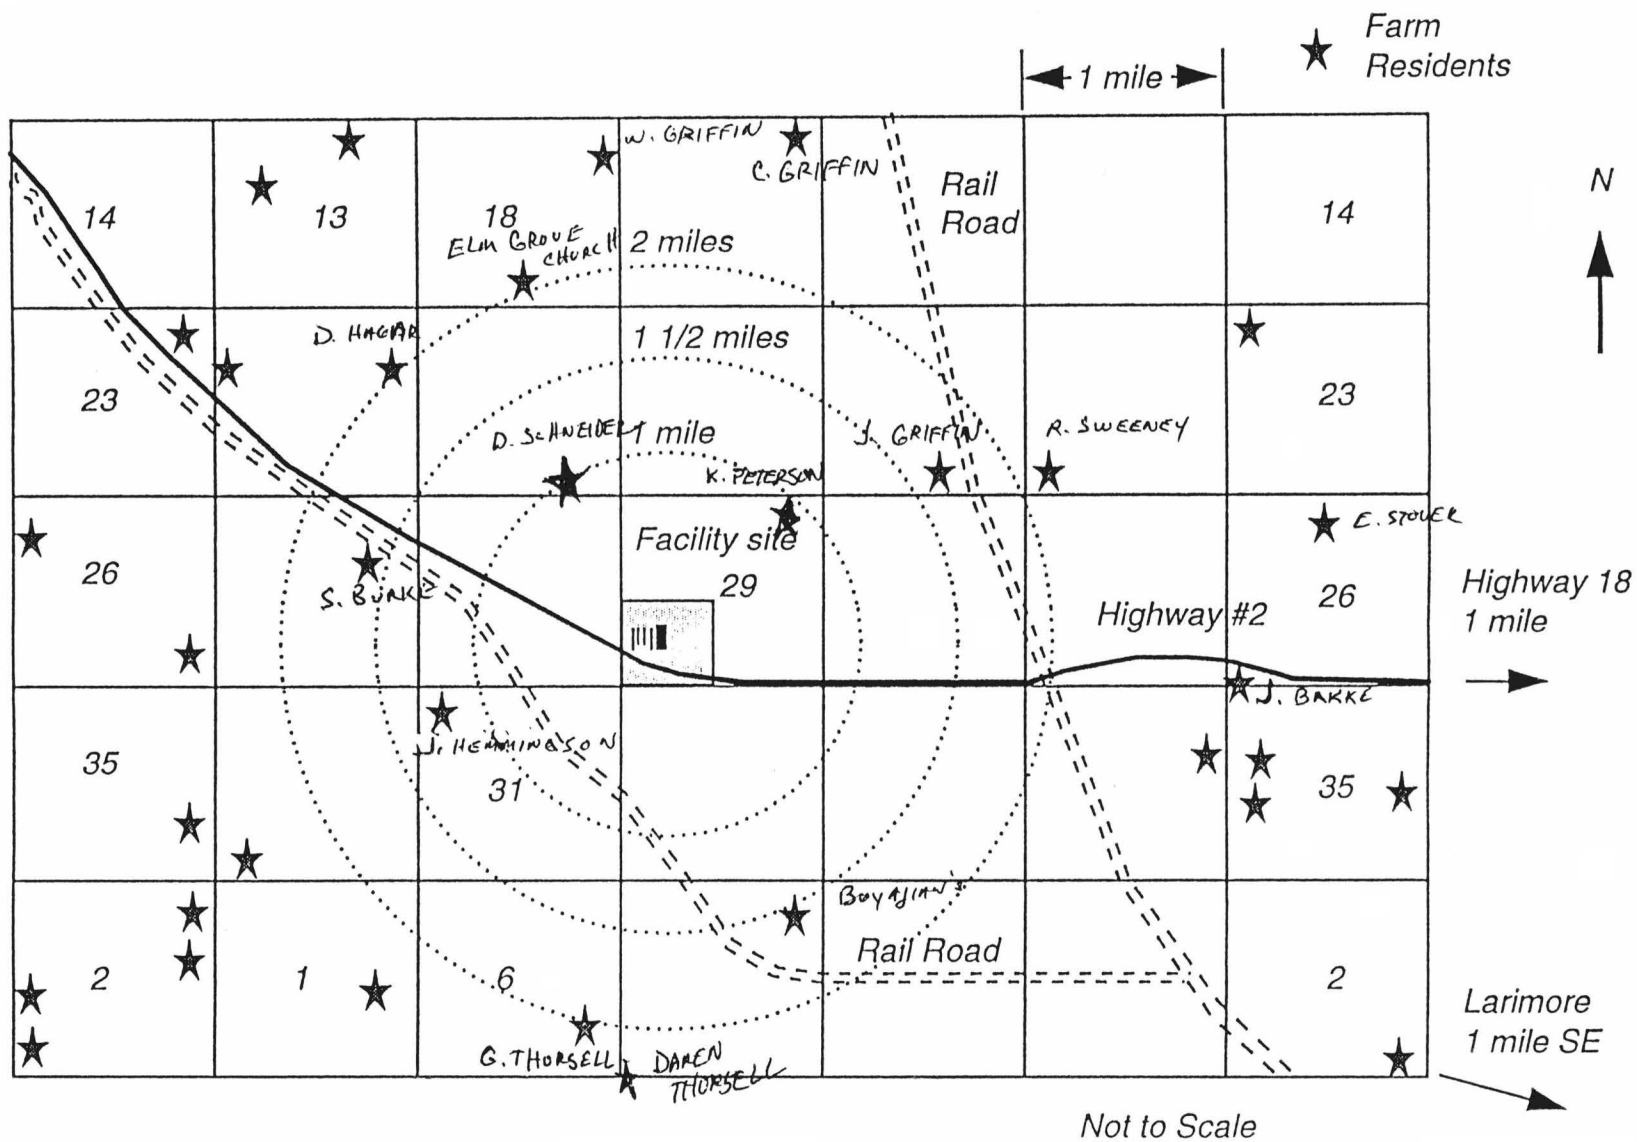 Farm
Residents
1 mile
W. GRIFFIN
C. GRIFFIN
Rail
Road
N
14
13
18
14
ELM GROVE
CHURCH
2 miles
D. HAGAR
1 1/2 miles
23
23
D. SCHNEIDER
1 mile
J. GRIFFIN
R. SWEENEY
K. PETERSON
E. STOVER
Facility site
29
26
26
S. BURKE
Highway #2
Highway 18
1 mile
J. BAKKE
J. HEMMINGSON
35
31
35
BOYAJIAN'S
Rail Road
2
1
6
2
Larimore
1 mile SE
G. THORSELL
DAREN
THORSELL
Not to Scale